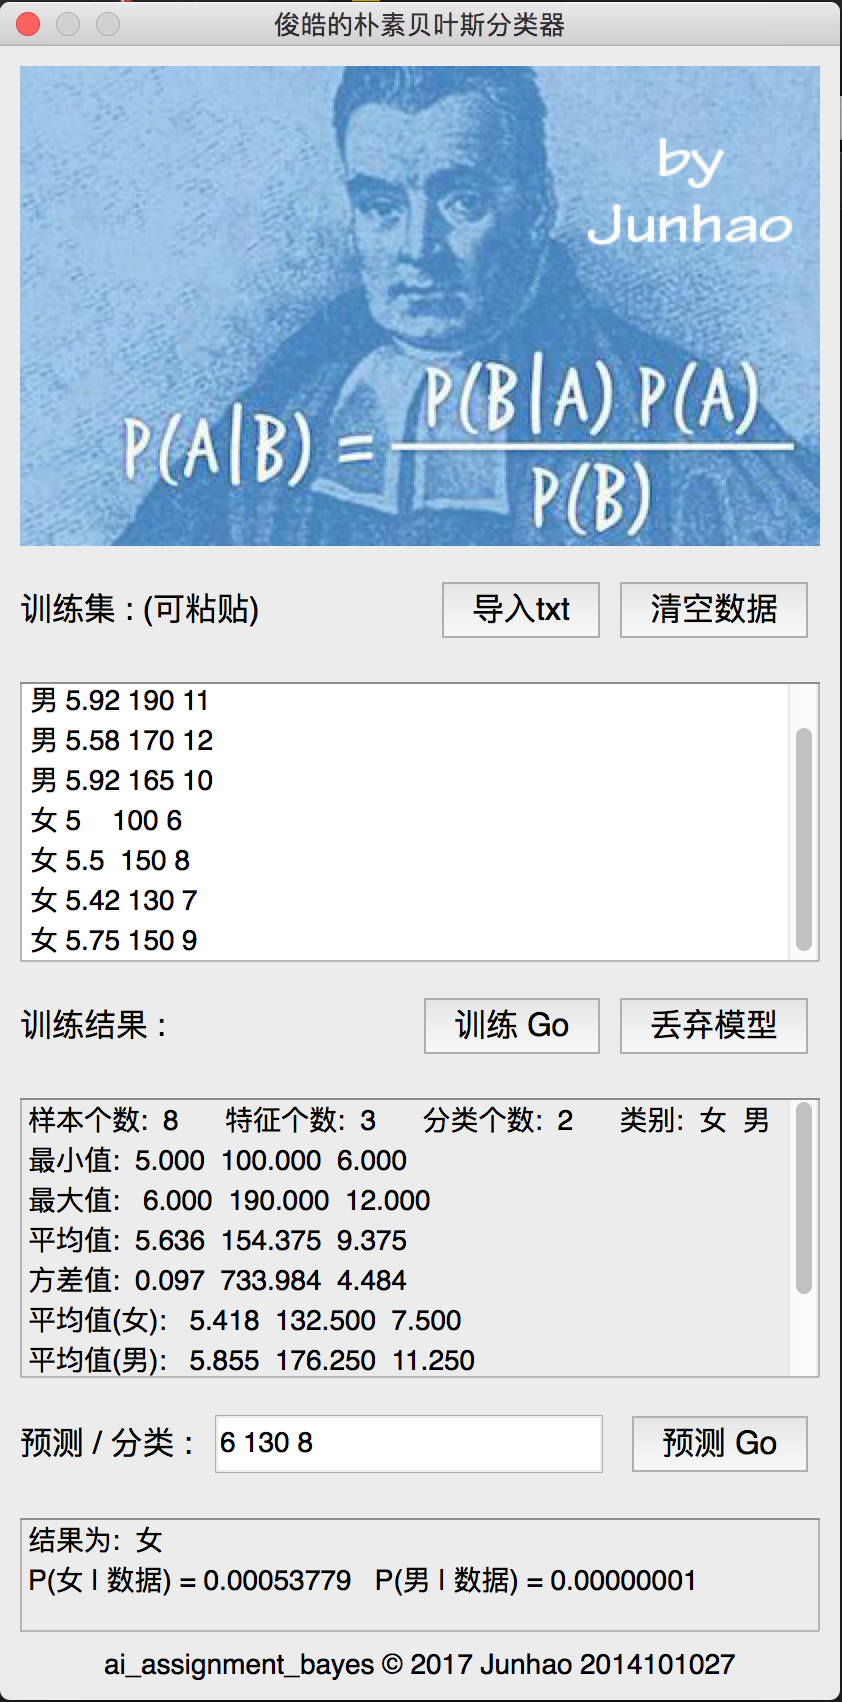 俊皓的朴素贝叶斯分类器
by
Junhao
P(A|B) = P(B|A) P(A)
P(B)
训练集 : (可粘贴) 导入txt 清空数据
男 5.92 190 11
男 5.58 170 12
男 5.92 165 10
女 5 100 6
女 5.5 150 8
女 5.42 130 7
女 5.75 150 9
训练结果 : 训练 Go 丢弃模型
样本个数: 8 特征个数: 3 分类个数: 2 类别: 女 男
最小值: 5.000 100.000 6.000
最大值: 6.000 190.000 12.000
平均值: 5.636 154.375 9.375
方差值: 0.097 733.984 4.484
平均值(女): 5.418 132.500 7.500
平均值(男): 5.855 176.250 11.250
预测 / 分类 : 6 130 8 预测 Go
结果为: 女
P(女 | 数据) = 0.00053779 P(男 | 数据) = 0.00000001
ai_assignment_bayes © 2017 Junhao 2014101027